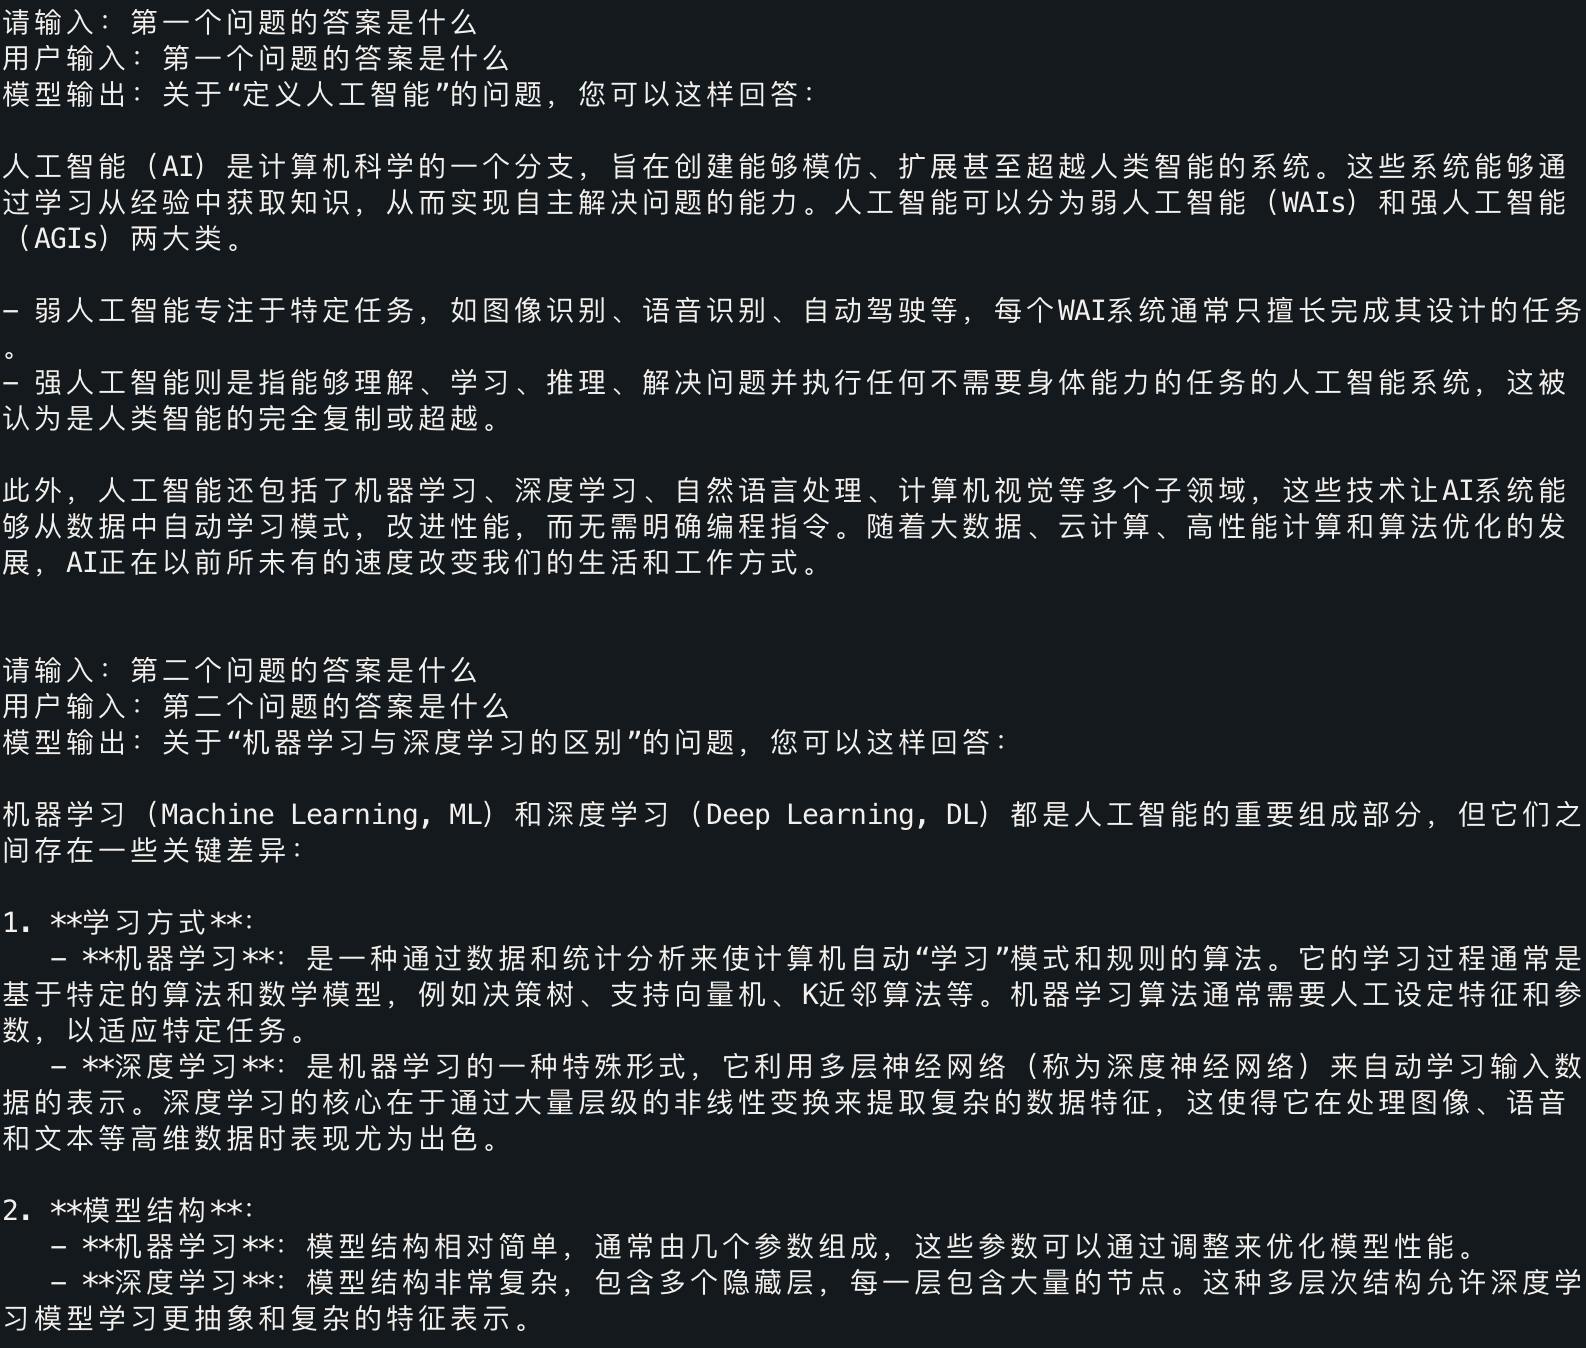 请输入：第一个问题的答案是什么
用户输入：第一个问题的答案是什么
模型输出：关于“定义人工智能”的问题，您可以这样回答：
人工智能（AI）是计算机科学的一个分支，旨在创建能够模仿、扩展甚至超越人类智能的系统。这些系统能够通
过学习从经验中获取知识，从而实现自主解决问题的能力。人工智能可以分为弱人工智能（WAIs）和强人工智能
（AGIs）两大类。
- 弱人工智能专注于特定任务，如图像识别、语音识别、自动驾驶等，每个WAI系统通常只擅长完成其设计的任务
。
- 强人工智能则是指能够理解、学习、推理、解决问题并执行任何不需要身体能力的任务的人工智能系统，这被
认为是人类智能的完全复制或超越。
此外，人工智能还包括了机器学习、深度学习、自然语言处理、计算机视觉等多个子领域，这些技术让AI系统能
够从数据中自动学习模式，改进性能，而无需明确编程指令。随着大数据、云计算、高性能计算和算法优化的发
展，AI正在以前所未有的速度改变我们的生活和工作方式。
请输入：第二个问题的答案是什么
用户输入：第二个问题的答案是什么
模型输出：关于“机器学习与深度学习的区别”的问题，您可以这样回答：
机器学习（Machine Learning, ML）和深度学习（Deep Learning, DL）都是人工智能的重要组成部分，但它们之
间存在一些关键差异：
1. **学习方式**：
- **机器学习**：是一种通过数据和统计分析来使计算机自动“学习”模式和规则的算法。它的学习过程通常是
基于特定的算法和数学模型，例如决策树、支持向量机、K近邻算法等。机器学习算法通常需要人工设定特征和参
数，以适应特定任务。
- **深度学习**：是机器学习的一种特殊形式，它利用多层神经网络（称为深度神经网络）来自动学习输入数
据的表示。深度学习的核心在于通过大量层级的非线性变换来提取复杂的数据特征，这使得它在处理图像、语音
和文本等高维数据时表现尤为出色。
2. **模型结构**：
- **机器学习**：模型结构相对简单，通常由几个参数组成，这些参数可以通过调整来优化模型性能。
- **深度学习**：模型结构非常复杂，包含多个隐藏层，每一层包含大量的节点。这种多层次结构允许深度学
习模型学习更抽象和复杂的特征表示。